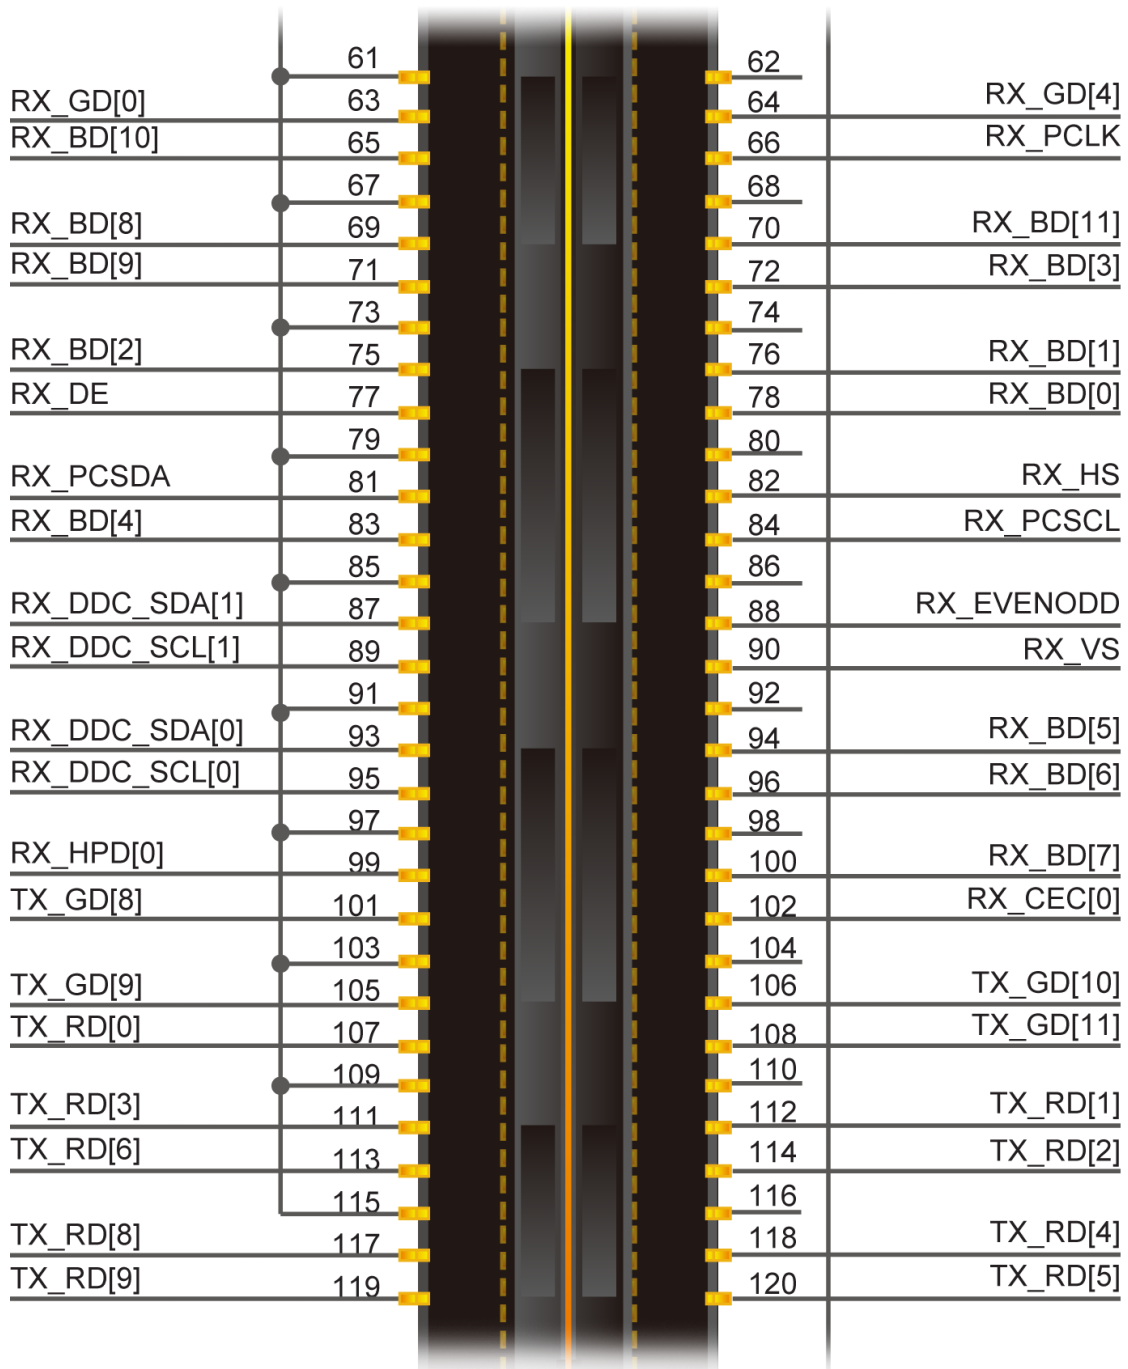 61 62
RX_GD[0] 63 64 RX_GD[4]
RX_BD[10] 65 66 RX_PCLK
67 68
RX_BD[8] 69 70 RX_BD[11]
RX_BD[9] 71 72 RX_BD[3]
73 74
RX_BD[2] 75 76 RX_BD[1]
RX_DE 77 78 RX_BD[0]
79 80
RX_PCSDA 81 82 RX_HS
RX_BD[4] 83 84 RX_PCSCL
85 86
RX_DDC_SDA[1] 87 88 RX_EVENODD
RX_DDC_SCL[1] 89 90 RX_VS
91 92
RX_DDC_SDA[0] 93 94 RX_BD[5]
RX_DDC_SCL[0] 95 96 RX_BD[6]
97 98
RX_HPD[0] 99 100 RX_BD[7]
TX_GD[8] 101 102 RX_CEC[0]
103 104
TX_GD[9] 105 106 TX_GD[10]
TX_RD[0] 107 108 TX_GD[11]
109 110
TX_RD[3] 111 112 TX_RD[1]
TX_RD[6] 113 114 TX_RD[2]
115 116
TX_RD[8] 117 118 TX_RD[4]
TX_RD[9] 119 120 TX_RD[5]